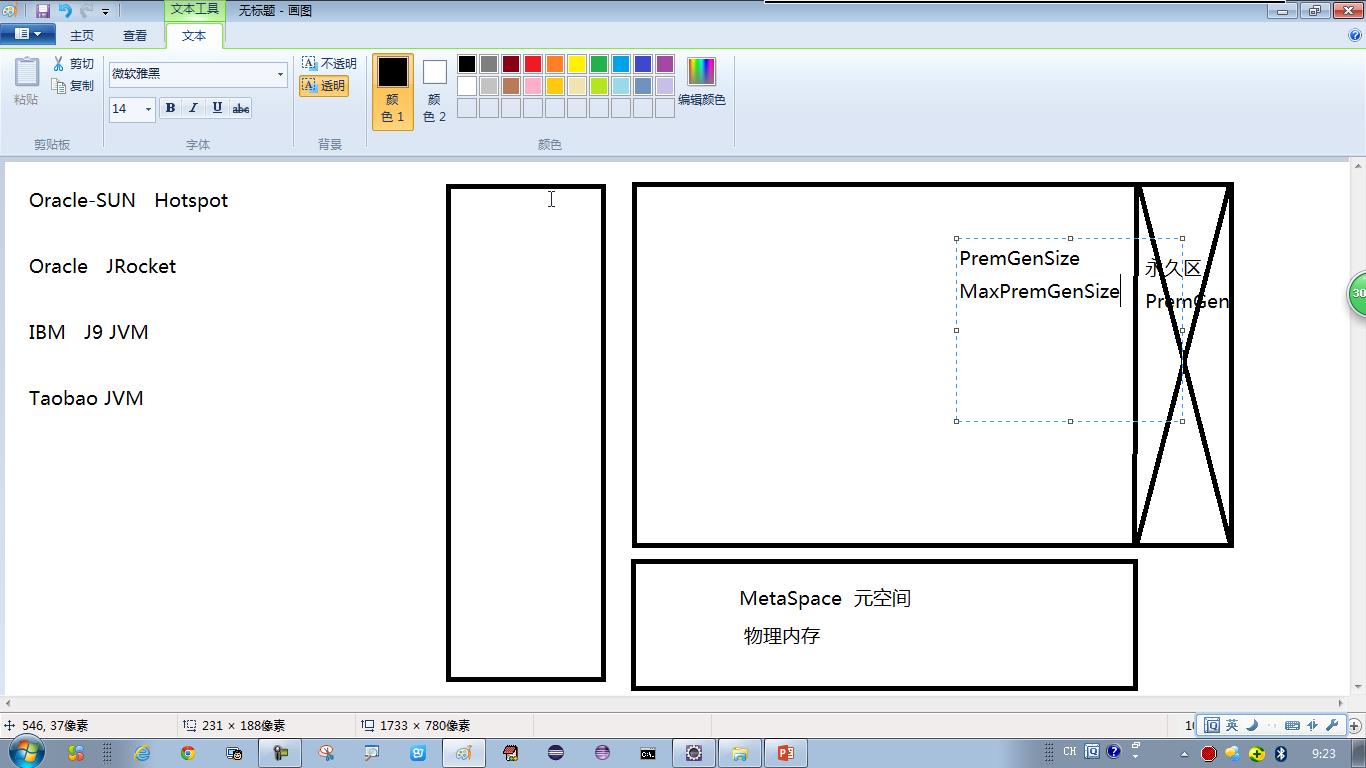 文本工具
无标题 - 画图
主页
查看
文本
粘贴
剪切
复制
剪贴板
微软雅黑
14
B I U abc
字体
不透明
透明
背景
颜色 1
颜色 2
编辑颜色
颜色
Oracle-SUN Hotspot
Oracle JRocket
IBM J9 JVM
Taobao JVM
PremGenSize
MaxPremGenSize
永久区
PremGen
MetaSpace 元空间
物理内存
30
546, 37像素
231 × 188像素
1733 × 780像素
英
CH
9:23